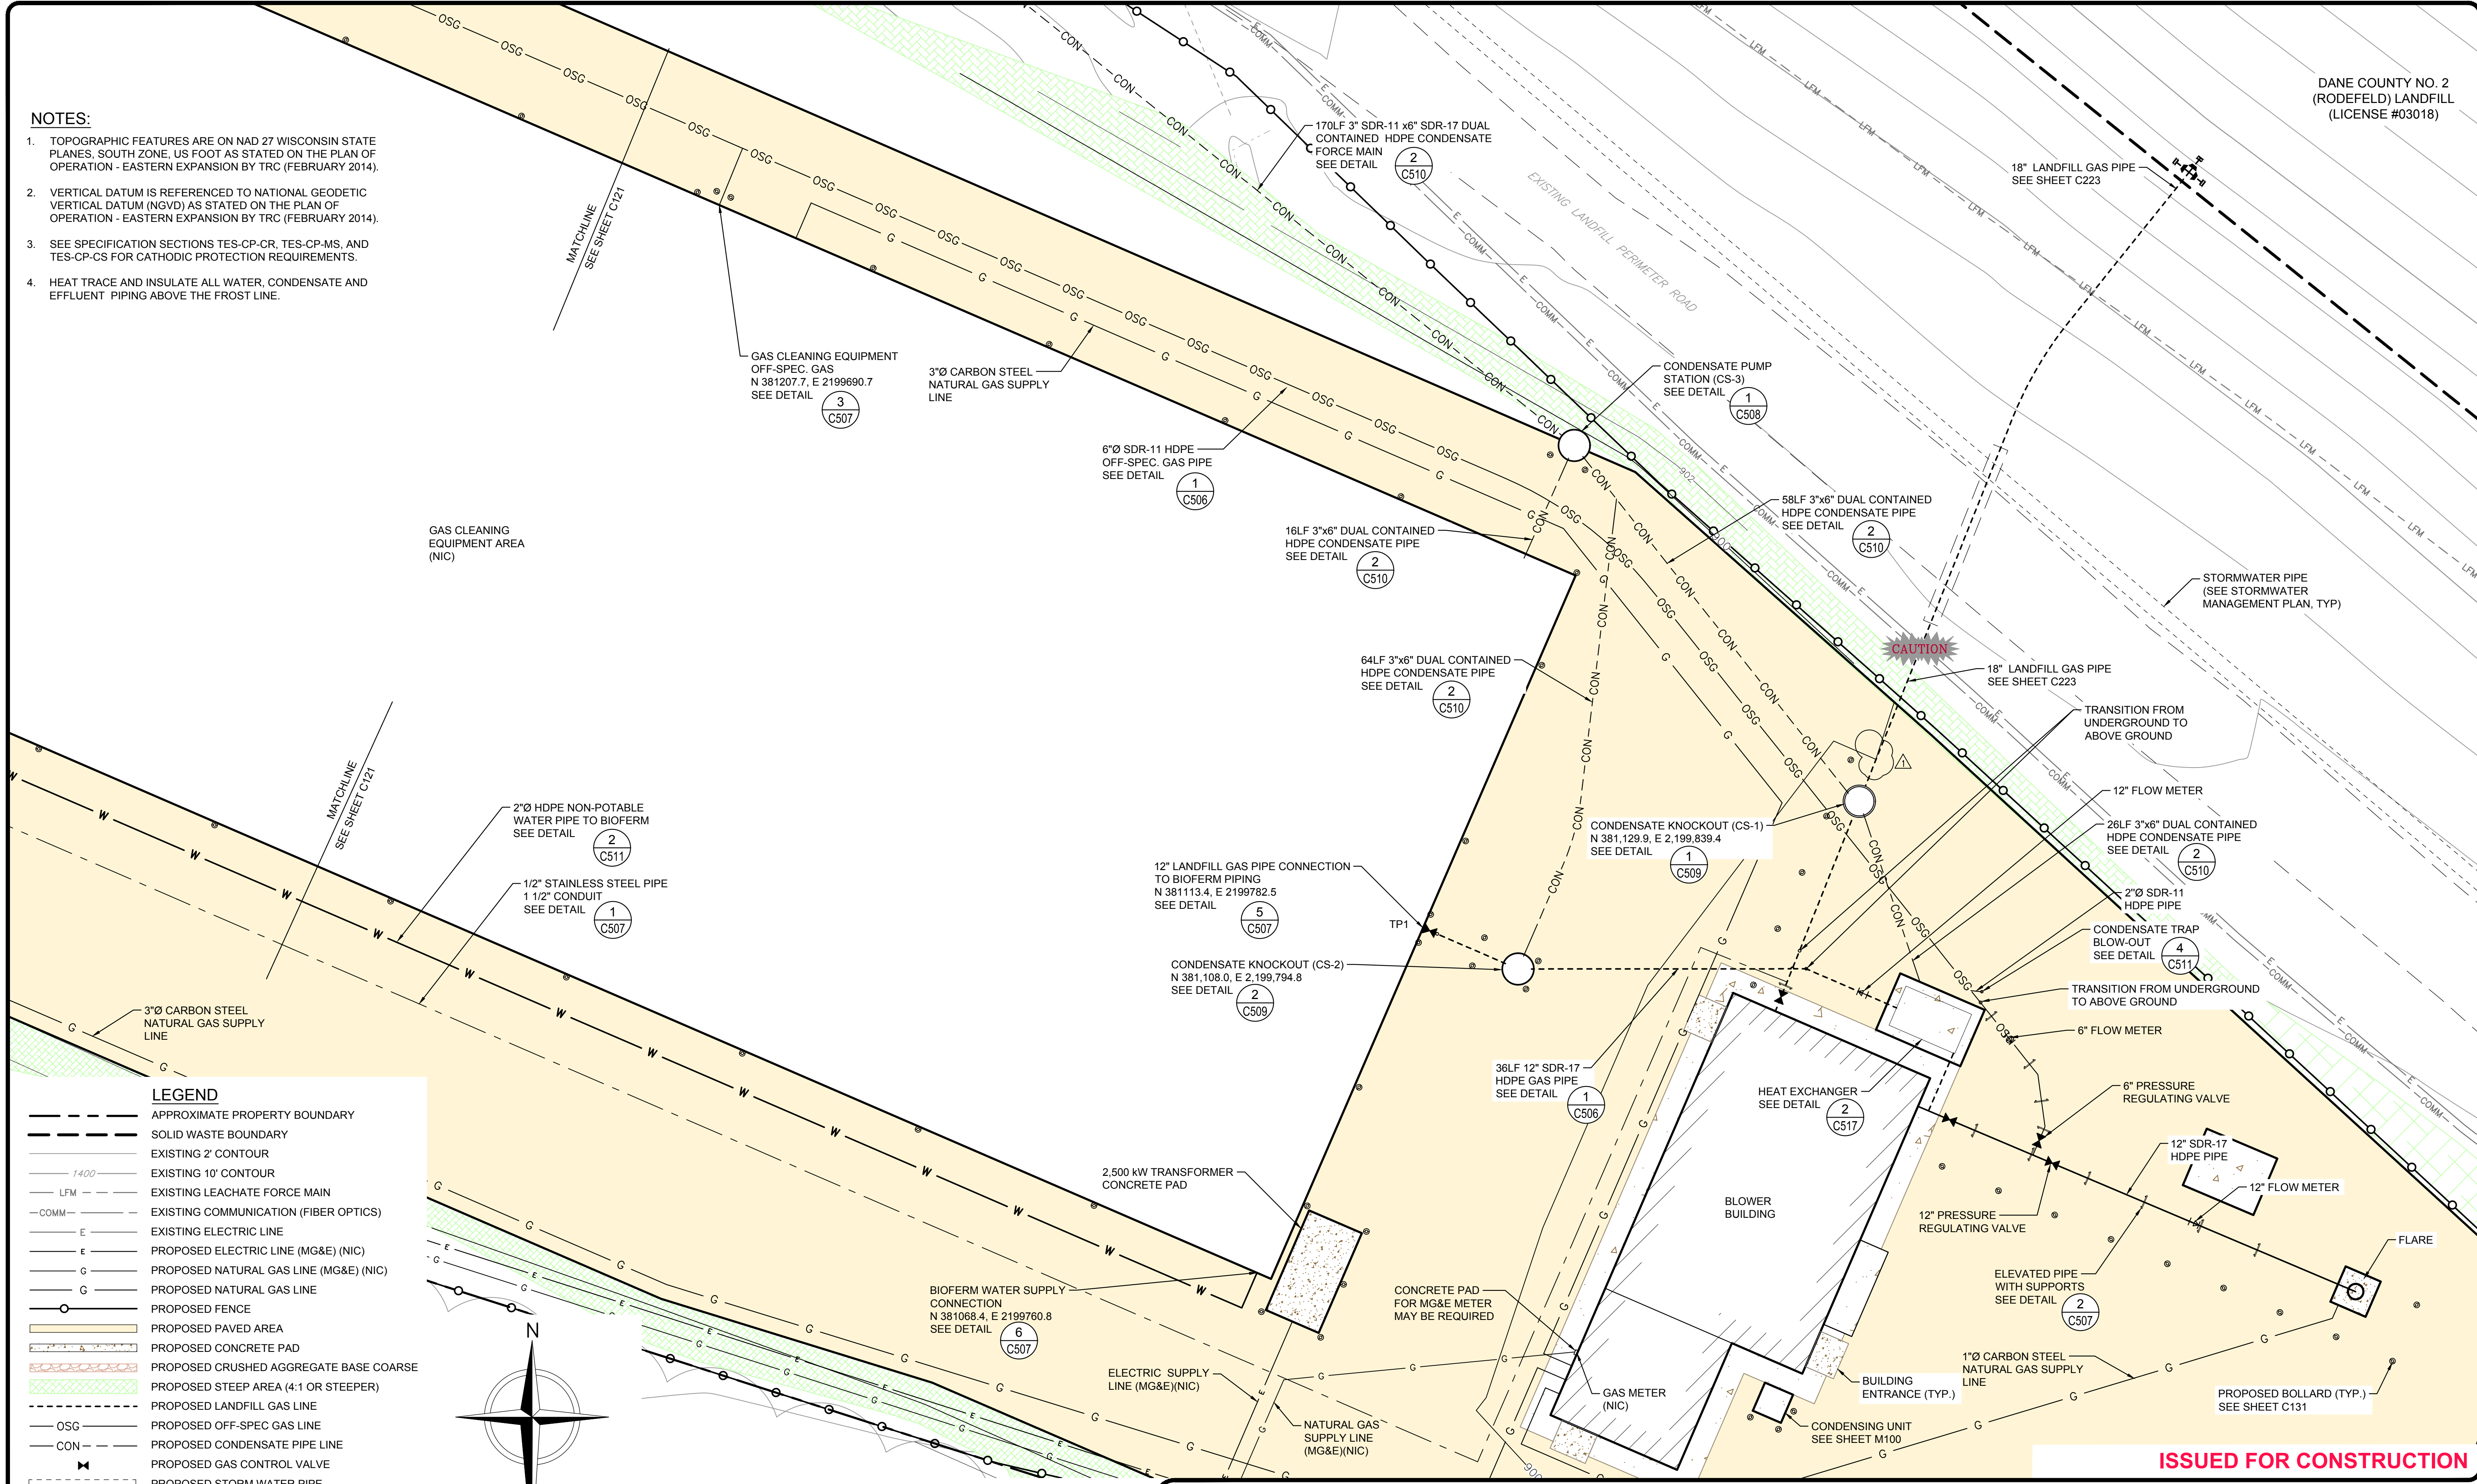 NOTES:
1. TOPOGRAPHIC FEATURES ARE ON NAD 27 WISCONSIN STATE
PLANES, SOUTH ZONE, US FOOT AS STATED ON THE PLAN OF
OPERATION - EASTERN EXPANSION BY TRC (FEBRUARY 2014).
2. VERTICAL DATUM IS REFERENCED TO NATIONAL GEODETIC
VERTICAL DATUM (NGVD) AS STATED ON THE PLAN OF
OPERATION - EASTERN EXPANSION BY TRC (FEBRUARY 2014).
3. SEE SPECIFICATION SECTIONS TES-CP-CR, TES-CP-MS, AND
TES-CP-CS FOR CATHODIC PROTECTION REQUIREMENTS.
4. HEAT TRACE AND INSULATE ALL WATER, CONDENSATE AND
EFFLUENT PIPING ABOVE THE FROST LINE.
MATCHLINE
SEE SHEET C121
170LF 3" SDR-11 x6" SDR-17 DUAL
CONTAINED HDPE CONDENSATE
FORCE MAIN
SEE DETAIL
2
C510
EXISTING LANDFILL PERIMETER ROAD
DANE COUNTY NO. 2
(RODEFELD) LANDFILL
(LICENSE #03018)
18" LANDFILL GAS PIPE
SEE SHEET C223
GAS CLEANING EQUIPMENT
OFF-SPEC. GAS
N 381207.7, E 2199690.7
SEE DETAIL
3
C507
3"Ø CARBON STEEL
NATURAL GAS SUPPLY
LINE
CONDENSATE PUMP
STATION (CS-3)
SEE DETAIL
1
C508
6"Ø SDR-11 HDPE
OFF-SPEC. GAS PIPE
SEE DETAIL
1
C506
902
900
GAS CLEANING
EQUIPMENT AREA
(NIC)
16LF 3"x6" DUAL CONTAINED
HDPE CONDENSATE PIPE
SEE DETAIL
2
C510
58LF 3"x6" DUAL CONTAINED
HDPE CONDENSATE PIPE
SEE DETAIL
2
C510
STORMWATER PIPE
(SEE STORMWATER
MANAGEMENT PLAN, TYP)
CAUTION
64LF 3"x6" DUAL CONTAINED
HDPE CONDENSATE PIPE
SEE DETAIL
2
C510
18" LANDFILL GAS PIPE
SEE SHEET C223
TRANSITION FROM
UNDERGROUND TO
ABOVE GROUND
1
MATCHLINE
SEE SHEET C121
2"Ø HDPE NON-POTABLE
WATER PIPE TO BIOFERM
SEE DETAIL
2
C511
12" FLOW METER
CONDENSATE KNOCKOUT (CS-1)
N 381,129.9, E 2,199,839.4
SEE DETAIL
1
C509
26LF 3"x6" DUAL CONTAINED
HDPE CONDENSATE PIPE
SEE DETAIL
2
C510
1/2" STAINLESS STEEL PIPE
1 1/2" CONDUIT
SEE DETAIL
1
C507
12" LANDFILL GAS PIPE CONNECTION
TO BIOFERM PIPING
N 381113.4, E 2199782.5
SEE DETAIL
5
C507
TP1
2"Ø SDR-11
HDPE PIPE
CONDENSATE TRAP
BLOW-OUT
SEE DETAIL
4
C511
CONDENSATE KNOCKOUT (CS-2)
N 381,108.0, E 2,199,794.8
SEE DETAIL
2
C509
TRANSITION FROM UNDERGROUND
TO ABOVE GROUND
3"Ø CARBON STEEL
NATURAL GAS SUPPLY
LINE
6" FLOW METER
36LF 12" SDR-17
HDPE GAS PIPE
SEE DETAIL
1
C506
HEAT EXCHANGER
SEE DETAIL
2
C517
6" PRESSURE
REGULATING VALVE
12" SDR-17
HDPE PIPE
12" FLOW METER
2,500 kW TRANSFORMER
CONCRETE PAD
BLOWER
BUILDING
12" PRESSURE
REGULATING VALVE
FLARE
ELEVATED PIPE
WITH SUPPORTS
SEE DETAIL
2
C507
BIOFERM WATER SUPPLY
CONNECTION
N 381068.4, E 2199760.8
SEE DETAIL
6
C507
CONCRETE PAD
FOR MG&E METER
MAY BE REQUIRED
ELECTRIC SUPPLY
LINE (MG&E)(NIC)
GAS METER
(NIC)
BUILDING
ENTRANCE (TYP.)
1"Ø CARBON STEEL
NATURAL GAS SUPPLY
LINE
PROPOSED BOLLARD (TYP.)
SEE SHEET C131
NATURAL GAS
SUPPLY LINE
(MG&E)(NIC)
CONDENSING UNIT
SEE SHEET M100
900
N
LEGEND
APPROXIMATE PROPERTY BOUNDARY
SOLID WASTE BOUNDARY
EXISTING 2' CONTOUR
1400 EXISTING 10' CONTOUR
LFM EXISTING LEACHATE FORCE MAIN
COMM EXISTING COMMUNICATION (FIBER OPTICS)
E EXISTING ELECTRIC LINE
E PROPOSED ELECTRIC LINE (MG&E) (NIC)
G PROPOSED NATURAL GAS LINE (MG&E) (NIC)
G PROPOSED NATURAL GAS LINE
PROPOSED FENCE
PROPOSED PAVED AREA
PROPOSED CONCRETE PAD
PROPOSED CRUSHED AGGREGATE BASE COARSE
PROPOSED STEEP AREA (4:1 OR STEEPER)
PROPOSED LANDFILL GAS LINE
OSG PROPOSED OFF-SPEC GAS LINE
CON PROPOSED CONDENSATE PIPE LINE
PROPOSED GAS CONTROL VALVE
PROPOSED STORM WATER PIPE
ISSUED FOR CONSTRUCTION